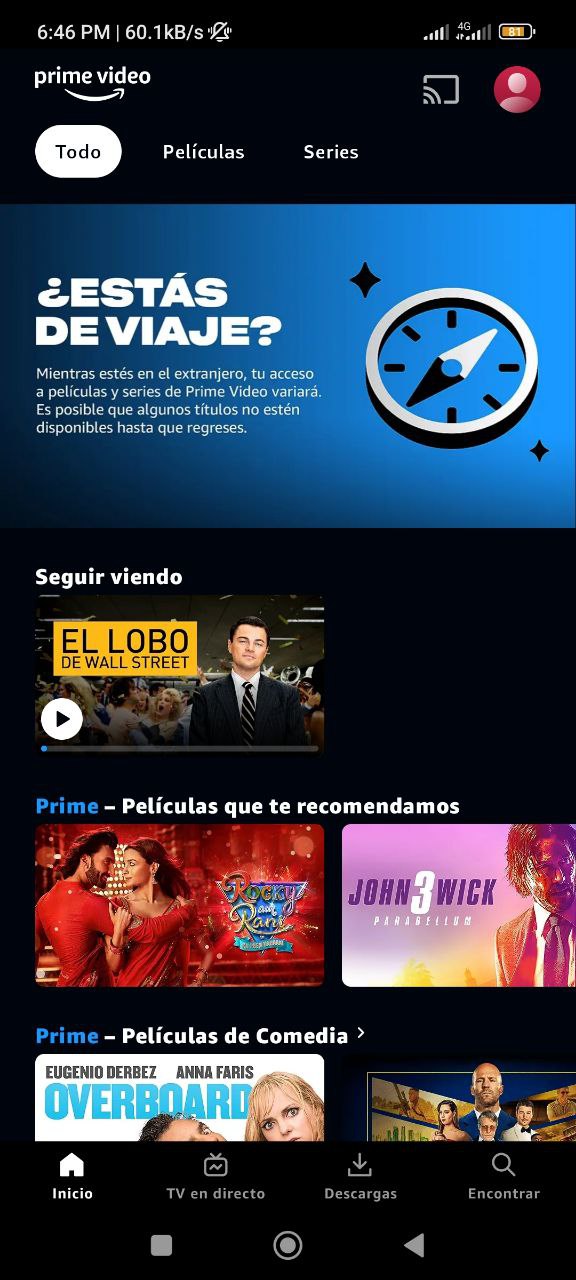 6:46 PM | 60.1kB/s
4G
81
prime video
Todo
Películas
Series
¿ESTÁS
DE VIAJE?
Mientras estés en el extranjero, tu acceso
a películas y series de Prime Video variará.
Es posible que algunos títulos no estén
disponibles hasta que regreses.
Seguir viendo
EL LOBO
DE WALL STREET
Prime – Películas que te recomendamos
Rocky
Rani
JOHN 3 WICK
PARABELLUM
Prime – Películas de Comedia
EUGENIO DERBEZ ANNA FARIS
OVERBOARD
Inicio
TV en directo
Descargas
Encontrar